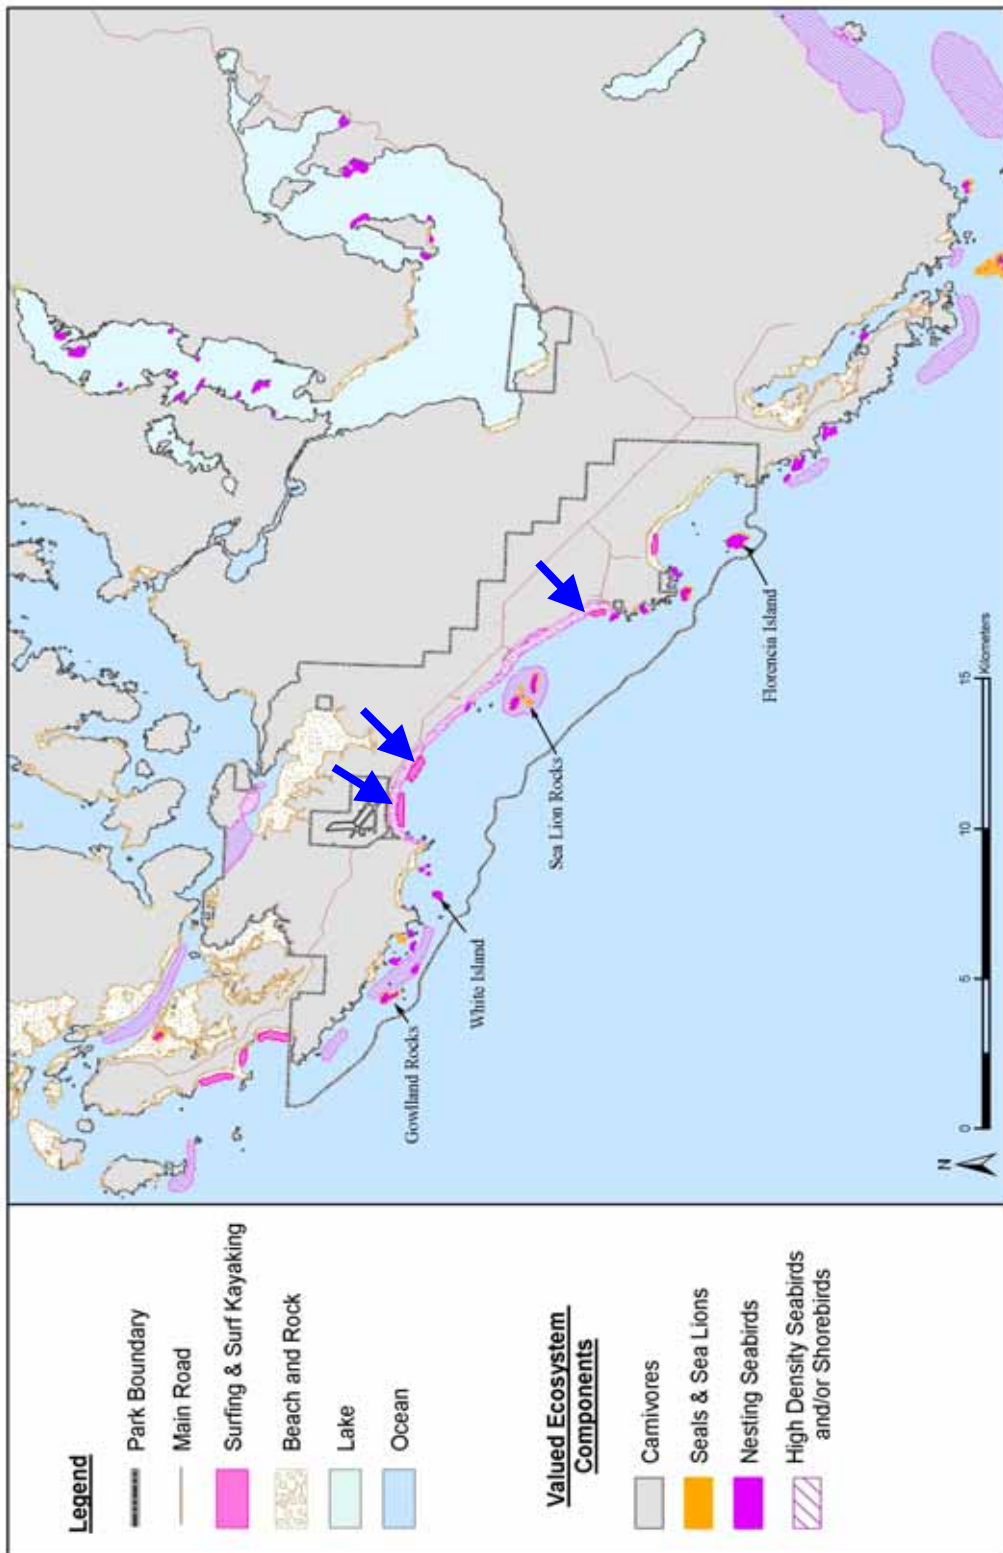 Legend
Park Boundary
Main Road
Surfing & Surf Kayaking
Beach and Rock
Lake
Ocean
Valued Ecosystem
Components
Carnivores
Seals & Sea Lions
Nesting Seabirds
High Density Seabirds
and/or Shorebirds
Gowlland Rocks
White Island
Sea Lion Rocks
Florencia Island
N
0
5
10
15
Kilometers